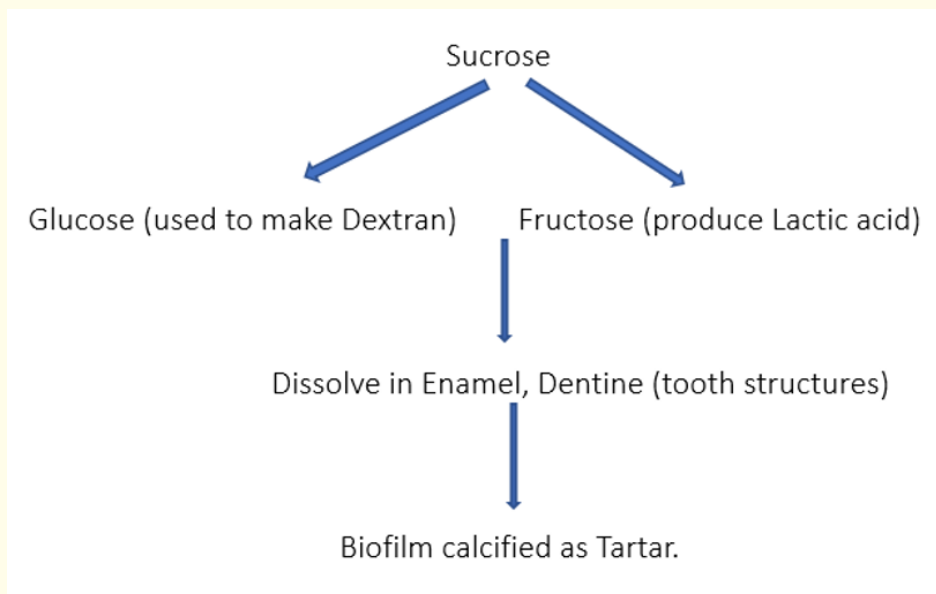 Sucrose
Glucose (used to make Dextran)
Fructose (produce Lactic acid)
Dissolve in Enamel, Dentine (tooth structures)
Biofilm calcified as Tartar.